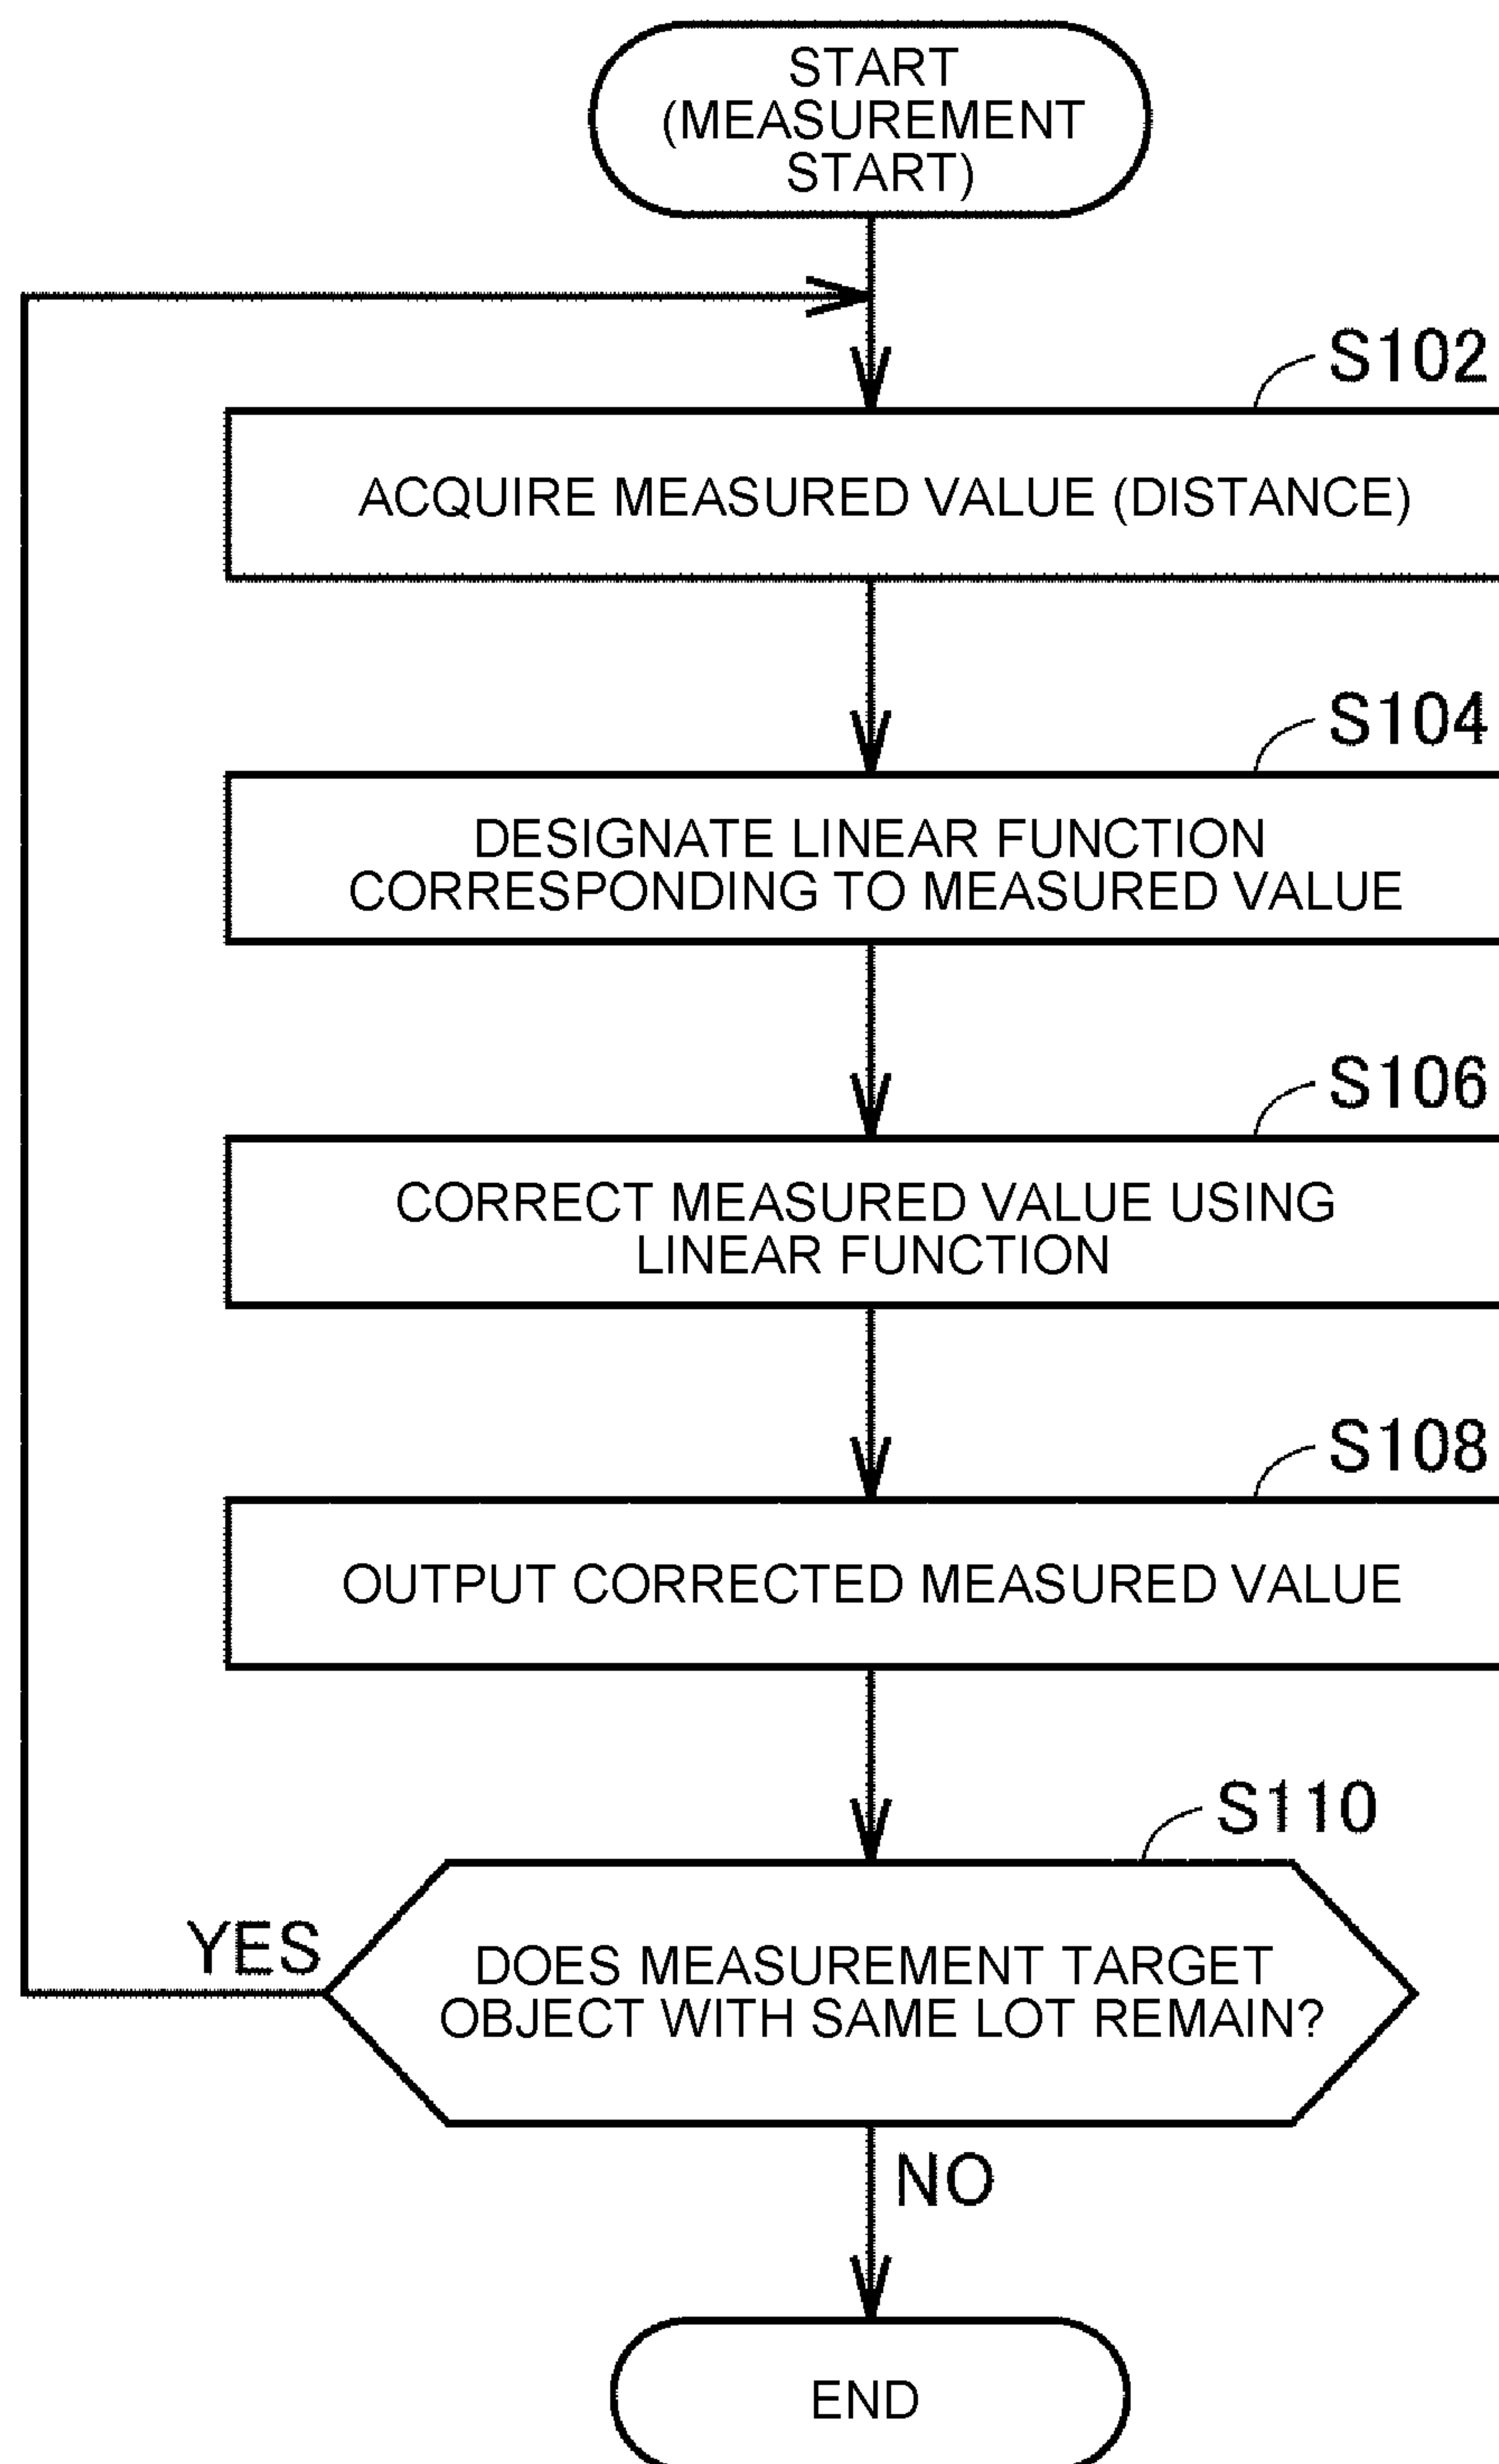 START
(MEASUREMENT
START)
S102
ACQUIRE MEASURED VALUE (DISTANCE)
S104
DESIGNATE LINEAR FUNCTION
CORRESPONDING TO MEASURED VALUE
S106
CORRECT MEASURED VALUE USING
LINEAR FUNCTION
S108
OUTPUT CORRECTED MEASURED VALUE
S110
YES
DOES MEASUREMENT TARGET
OBJECT WITH SAME LOT REMAIN?
NO
END